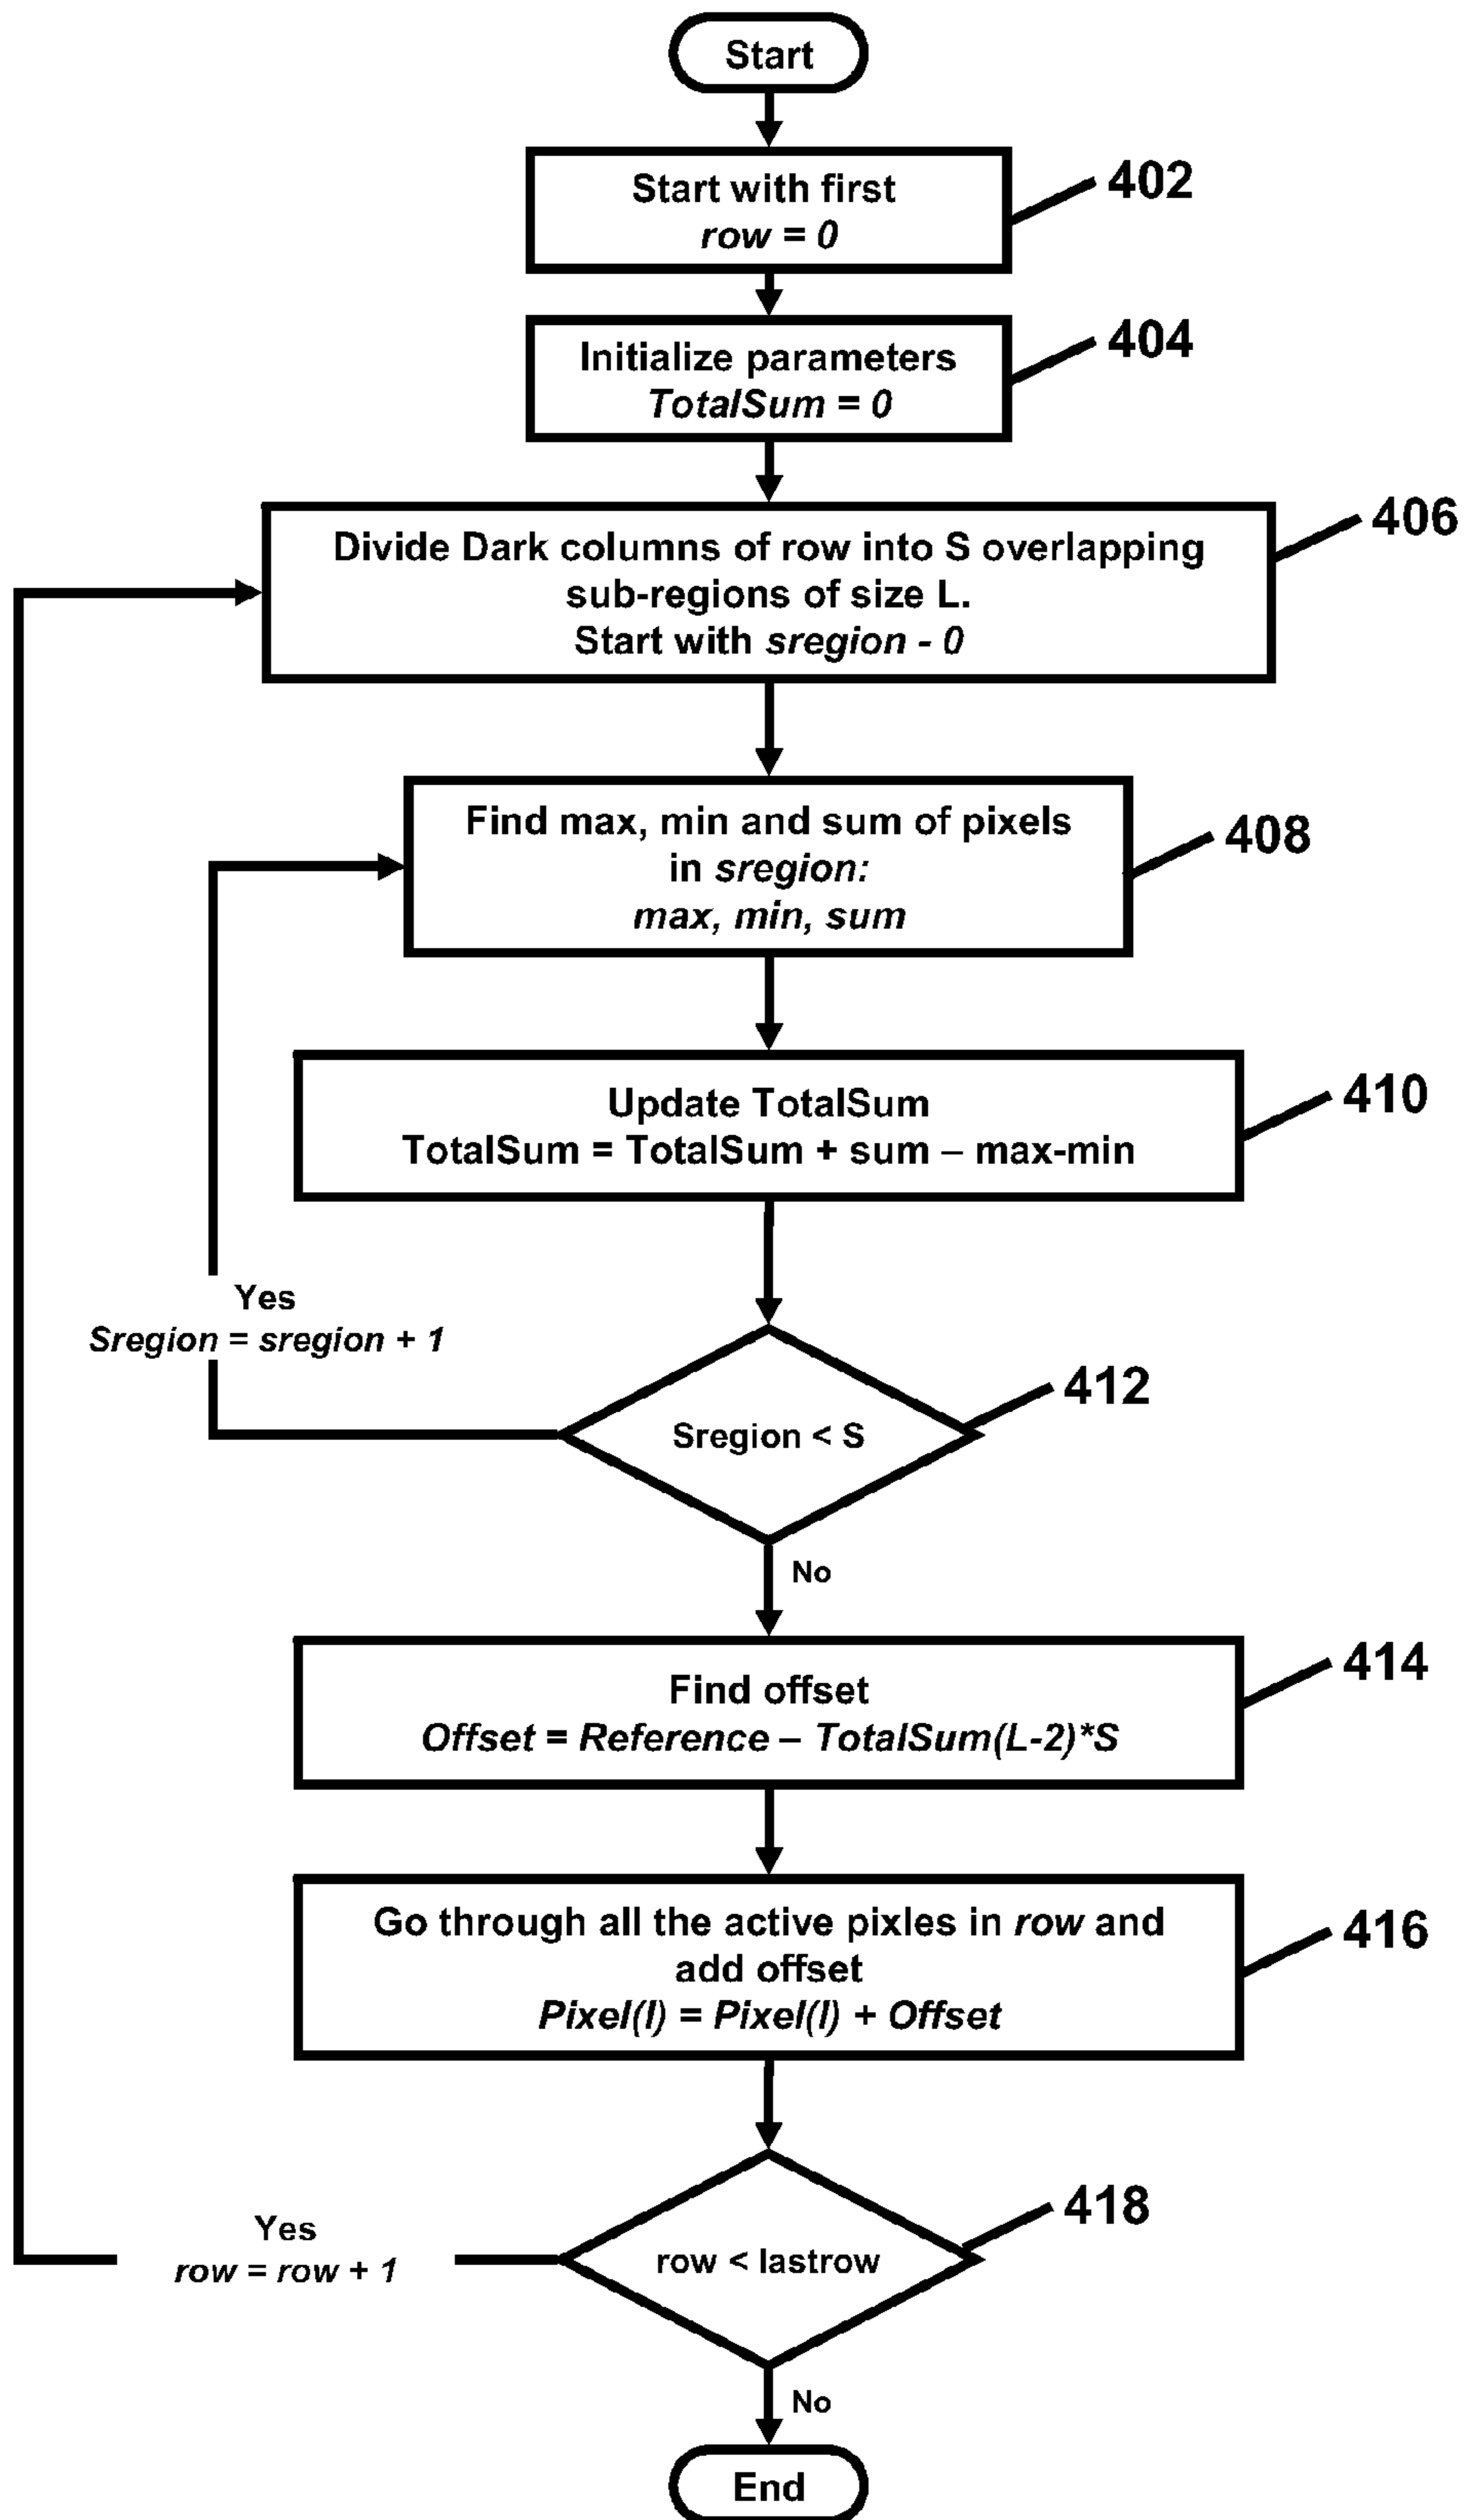 Start
Start with first
row = 0
402
Initialize parameters
TotalSum = 0
404
Divide Dark columns of row into S overlapping
sub-regions of size L.
Start with sregion - 0
406
Find max, min and sum of pixels
in sregion:
max, min, sum
408
Update TotalSum
TotalSum = TotalSum + sum – max-min
410
Yes
Sregion = sregion + 1
Sregion < S
412
No
Find offset
Offset = Reference – TotalSum(L-2)*S
414
Go through all the active pixles in row and
add offset
Pixel(I) = Pixel(I) + Offset
416
Yes
row = row + 1
row < lastrow
418
No
End